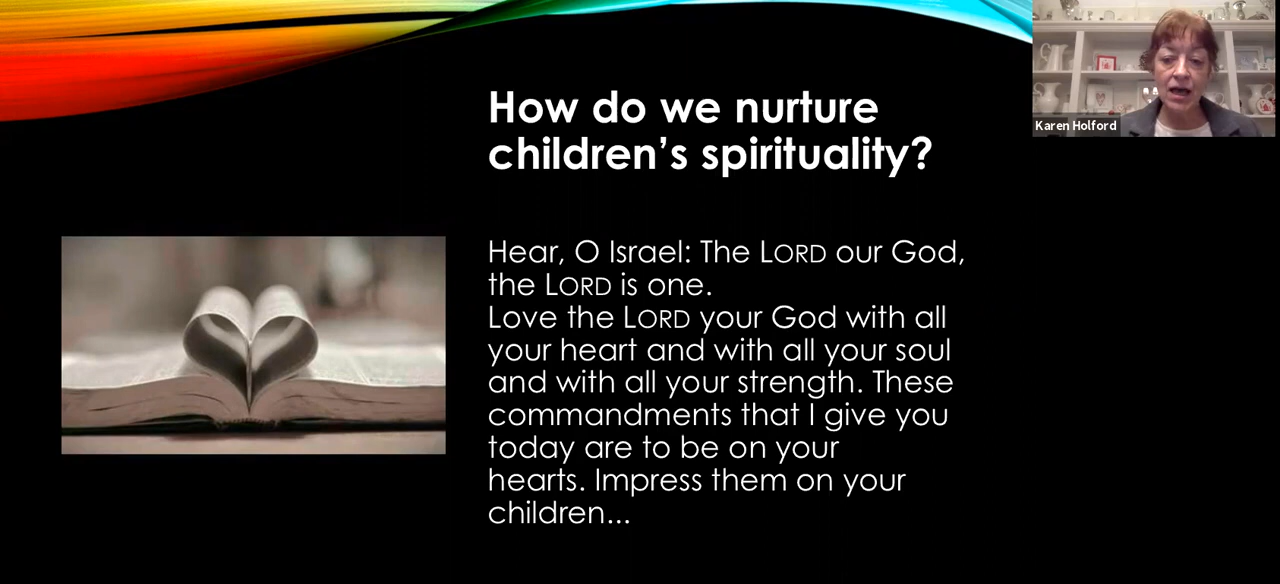 How do we nurture
children's spirituality?
Karen Holford
Hear, O Israel: The LORD our God,
the LORD is one.
Love the LORD your God with all
your heart and with all your soul
and with all your strength. These
commandments that I give you
today are to be on your
hearts. Impress them on your
children...